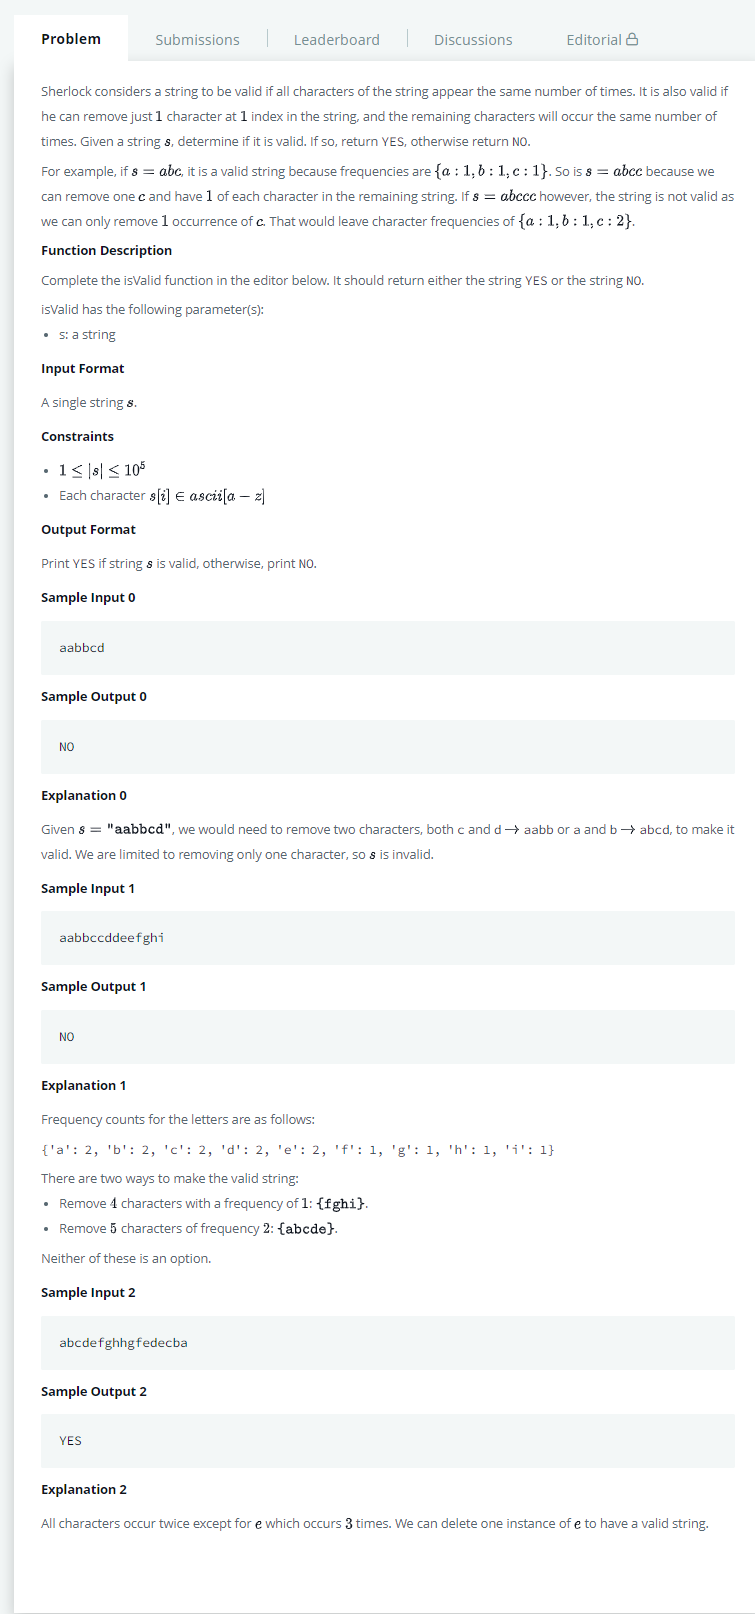 Problem Submissions Leaderboard Discussions Editorial
Sherlock considers a string to be valid if all characters of the string appear the same number of times. It is also valid if
he can remove just 1 character at 1 index in the string, and the remaining characters will occur the same number of
times. Given a string s, determine if it is valid. If so, return YES, otherwise return NO.
For example, if s = abc, it is a valid string because frequencies are {a : 1, b : 1, c : 1}. So is s = abcc because we
can remove one c and have 1 of each character in the remaining string. If s = abccc however, the string is not valid as
we can only remove 1 occurrence of c. That would leave character frequencies of {a : 1, b : 1, c : 2}.
Function Description
Complete the isValid function in the editor below. It should return either the string YES or the string NO.
isValid has the following parameter(s):
• s: a string
Input Format
A single string s.
Constraints
• 1 ≤ |s| ≤ 10⁵
• Each character s[i] ∈ ascii[a − z]
Output Format
Print YES if string s is valid, otherwise, print NO.
Sample Input 0
aabbcd
Sample Output 0
NO
Explanation 0
Given s = "aabbcd", we would need to remove two characters, both c and d → aabb or a and b → abcd, to make it
valid. We are limited to removing only one character, so s is invalid.
Sample Input 1
aabbccddeefghi
Sample Output 1
NO
Explanation 1
Frequency counts for the letters are as follows:
{'a': 2, 'b': 2, 'c': 2, 'd': 2, 'e': 2, 'f': 1, 'g': 1, 'h': 1, 'i': 1}
There are two ways to make the valid string:
• Remove 4 characters with a frequency of 1: {fghi}.
• Remove 5 characters of frequency 2: {abcde}.
Neither of these is an option.
Sample Input 2
abcdefghhgfedecba
Sample Output 2
YES
Explanation 2
All characters occur twice except for e which occurs 3 times. We can delete one instance of e to have a valid string.